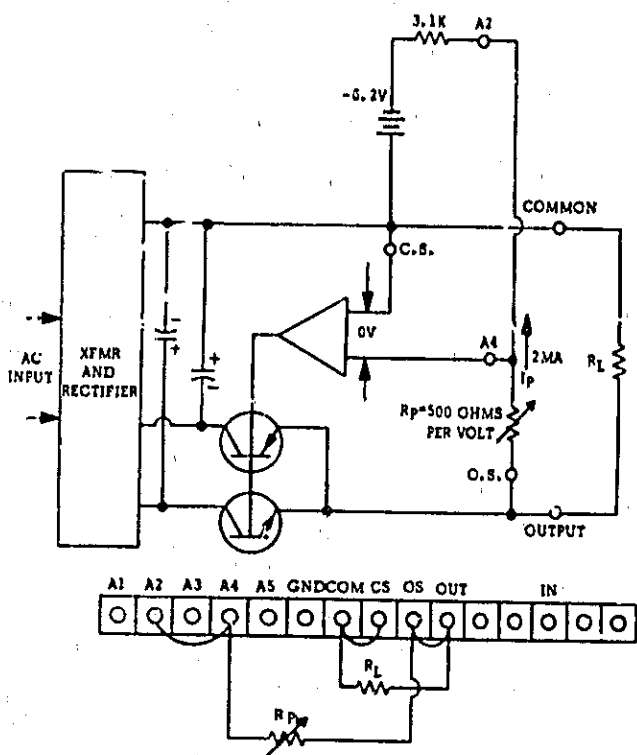 3.1K
A2
-6.2V
COMMON
C.S.
0V
A4
2MA
IP
RL
AC
INPUT
XFMR
AND
RECTIFIER
RP=500 OHMS
PER VOLT
O.S.
OUTPUT
A1 A2 A3 A4 A5 GND COM CS OS OUT IN
RL
RP